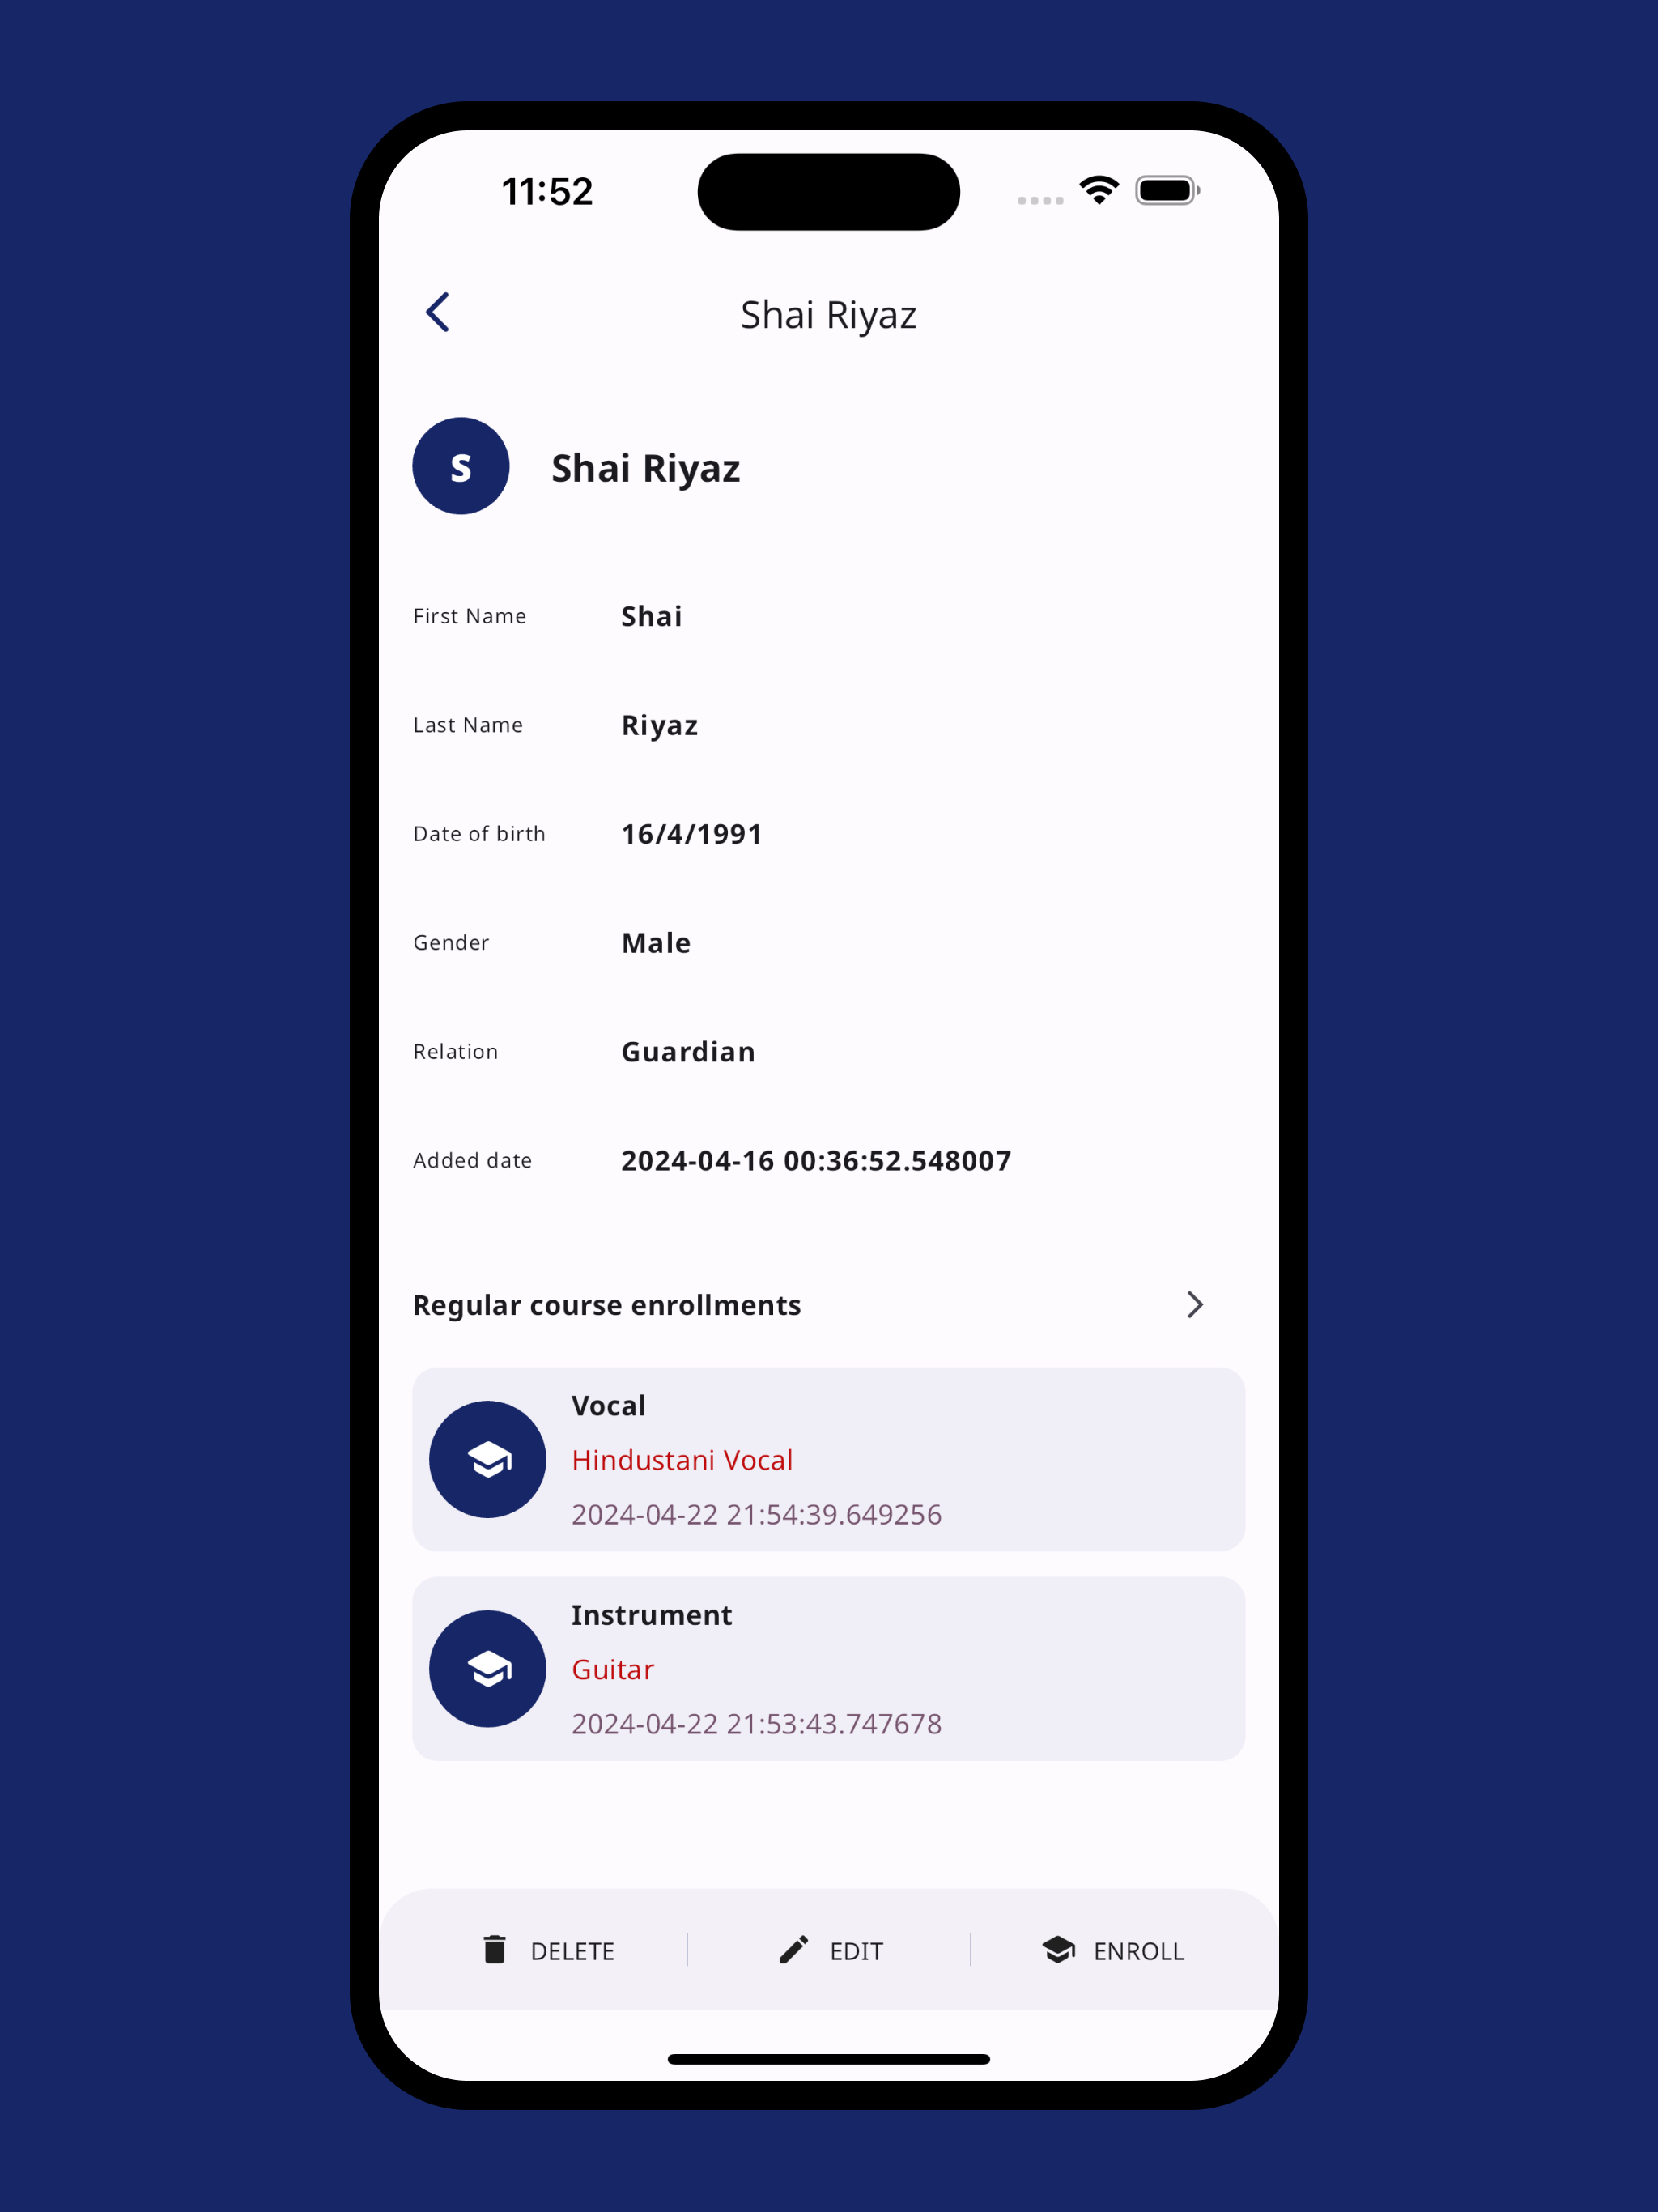 11:52
Shai Riyaz
S
Shai Riyaz
First Name Shai
Last Name Riyaz
Date of birth 16/4/1991
Gender Male
Relation Guardian
Added date 2024-04-16 00:36:52.548007
Regular course enrollments
Vocal
Hindustani Vocal
2024-04-22 21:54:39.649256
Instrument
Guitar
2024-04-22 21:53:43.747678
DELETE EDIT ENROLL